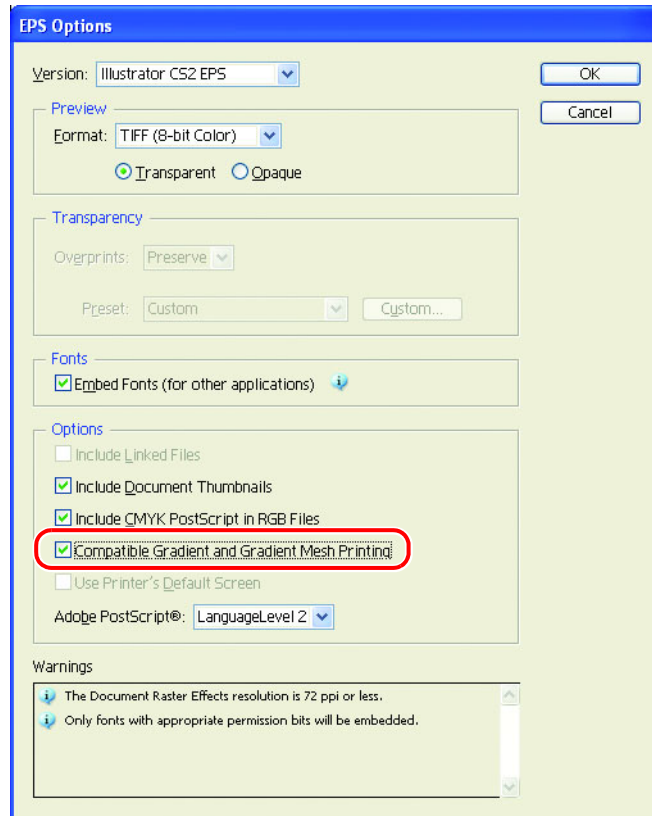 EPS Options
Version: Illustrator CS2 EPS
OK
Cancel
Preview
Format: TIFF (8-bit Color)
Transparent Opaque
Transparency
Overprints: Preserve
Preset: Custom Custom...
Fonts
Embed Fonts (for other applications)
Options
Include Linked Files
Include Document Thumbnails
Include CMYK PostScript in RGB Files
Compatible Gradient and Gradient Mesh Printing
Use Printer's Default Screen
Adobe PostScript®: LanguageLevel 2
Warnings
The Document Raster Effects resolution is 72 ppi or less.
Only fonts with appropriate permission bits will be embedded.